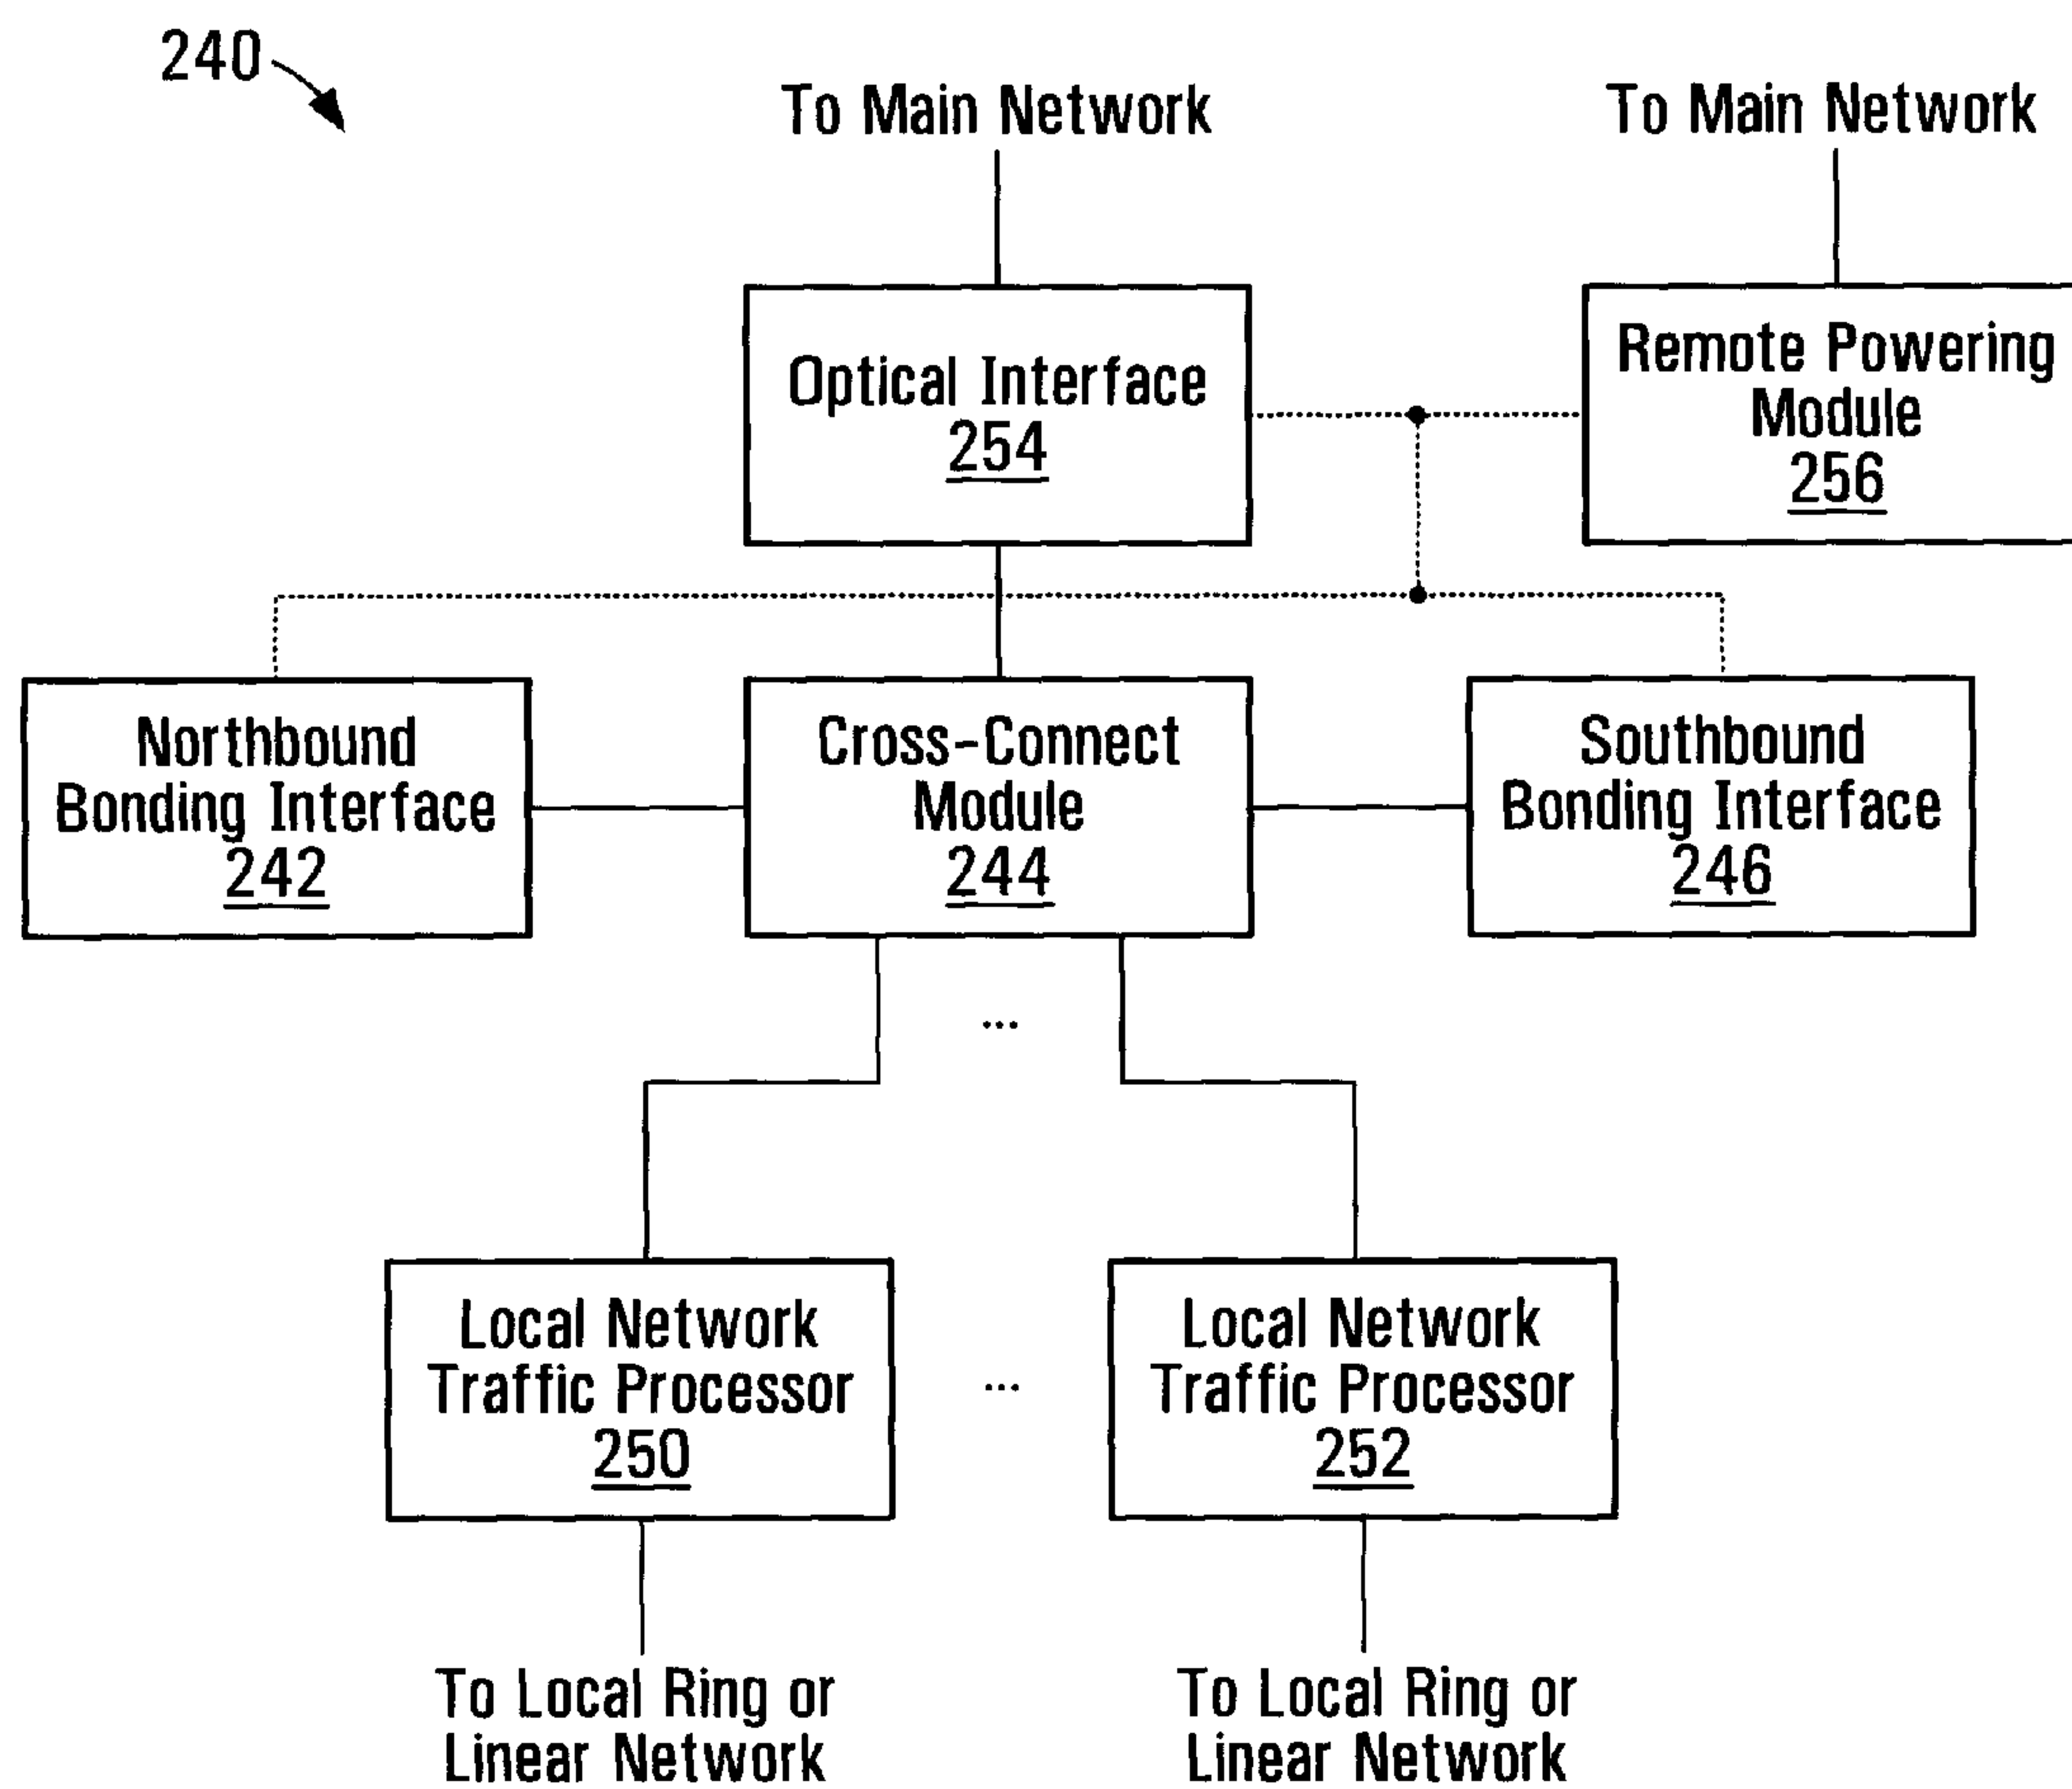 240
To Main Network
To Main Network
Optical Interface
254
Remote Powering
Module
256
Northbound
Bonding Interface
242
Cross-Connect
Module
244
Southbound
Bonding Interface
246
...
Local Network
Traffic Processor
250
...
Local Network
Traffic Processor
252
To Local Ring or
Linear Network
To Local Ring or
Linear Network